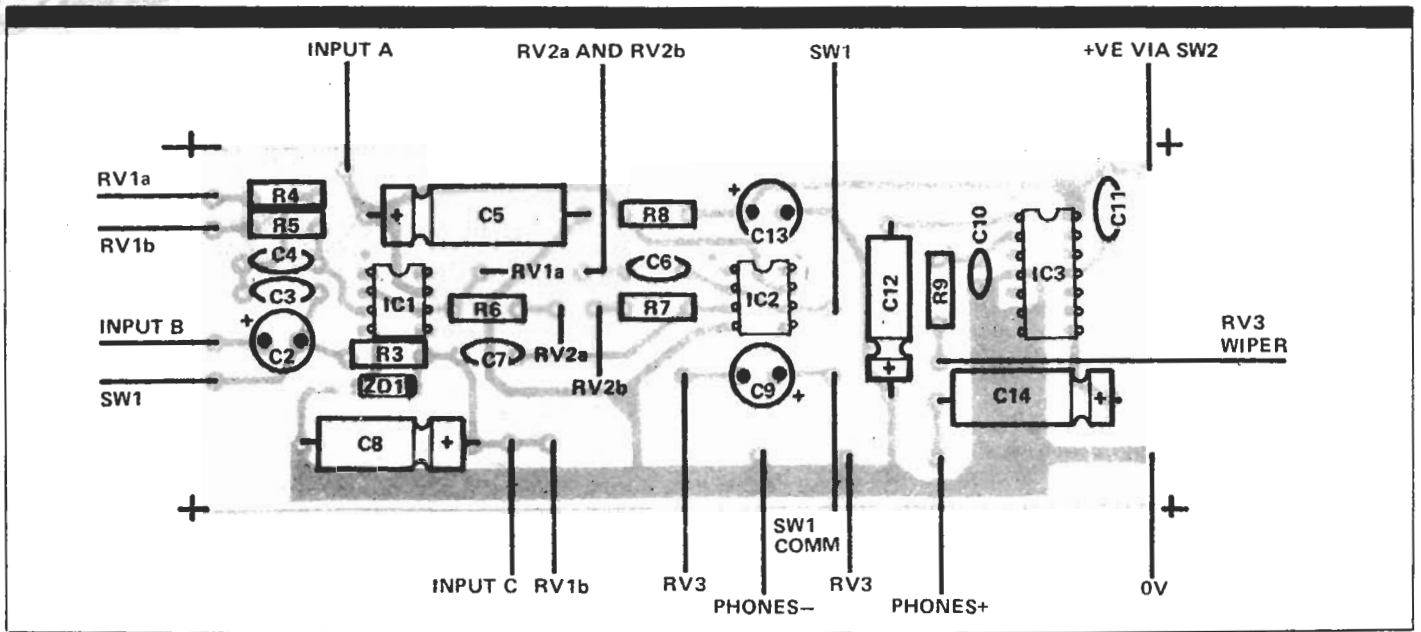 INPUT A
RV2a AND RV2b
SW1
+VE VIA SW2
RV1a
RV1b
INPUT B
SW1
R4
R5
C4
C3
+
C2
+
C5
IC1
R3
ZD1
C8
+
RV1a
R6
C7
RV2a
RV2b
R8
C6
R7
+
C13
IC2
C9
+
C12
+
R9
C10
IC3
C11
C14
+
RV3
WIPER
INPUT C
RV1b
RV3
PHONES–
SW1
COMM
RV3
PHONES+
0V